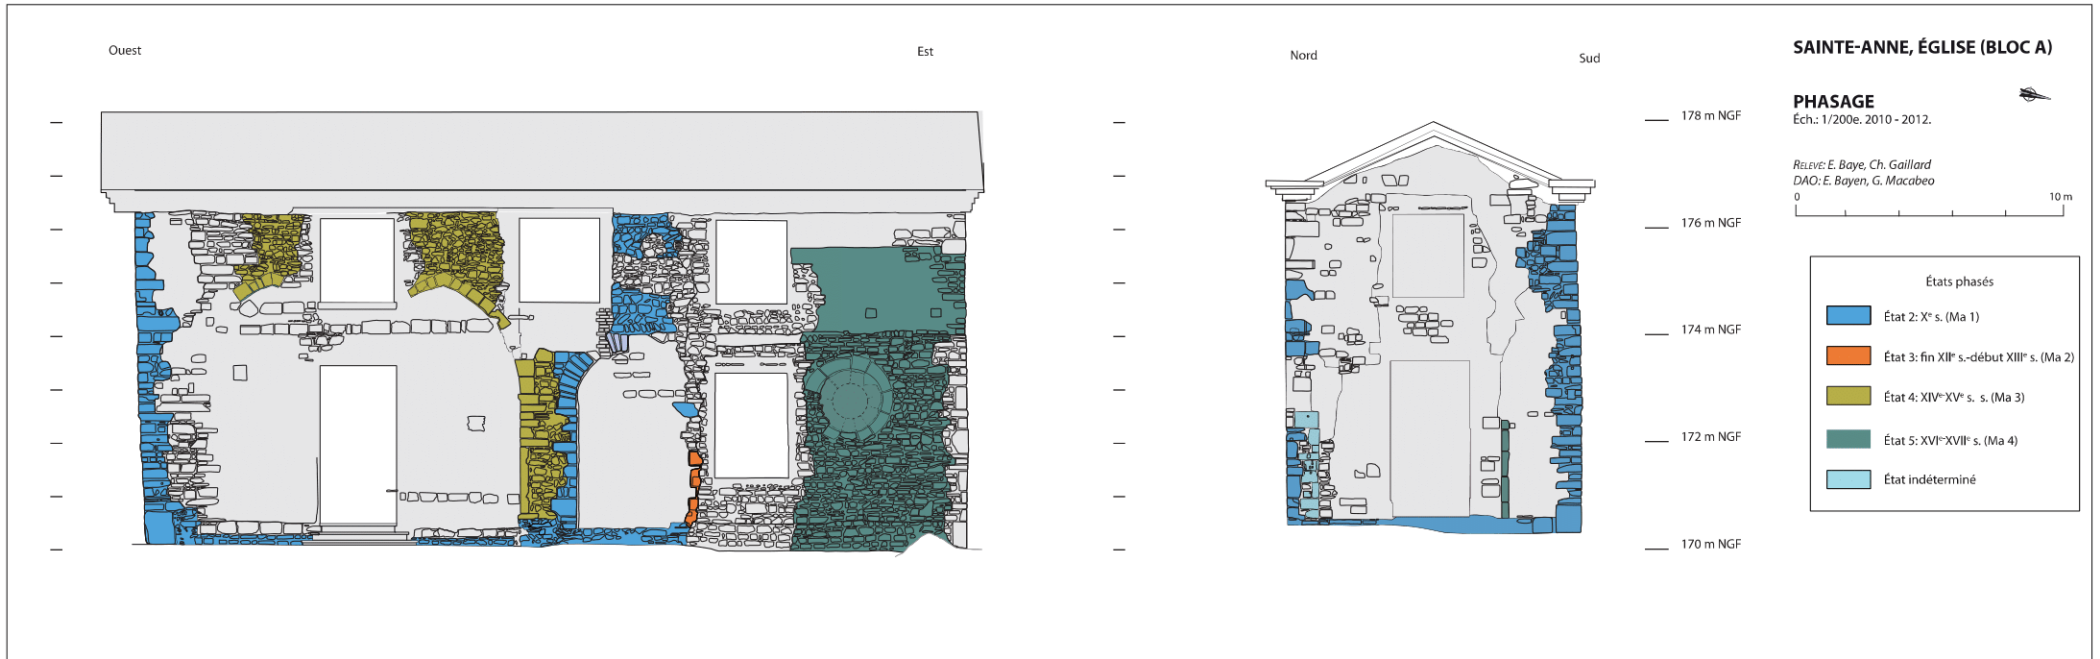 Ouest
Est
Nord
Sud
178 m NGF
176 m NGF
174 m NGF
172 m NGF
170 m NGF
SAINTE-ANNE, ÉGLISE (BLOC A)
PHASAGE
Éch.: 1/200e. 2010 - 2012.
RELEVÉ: E. Baye, Ch. Gaillard
DAO: E. Bayen, G. Macabeo
0 10 m
États phasés
État 2: Xᵉ s. (Ma 1)
État 3: fin XIIᵉ s.-début XIIIᵉ s. (Ma 2)
État 4: XIVᵉ-XVᵉ s. s. (Ma 3)
État 5: XVIᵉ-XVIIᵉ s. (Ma 4)
État indéterminé